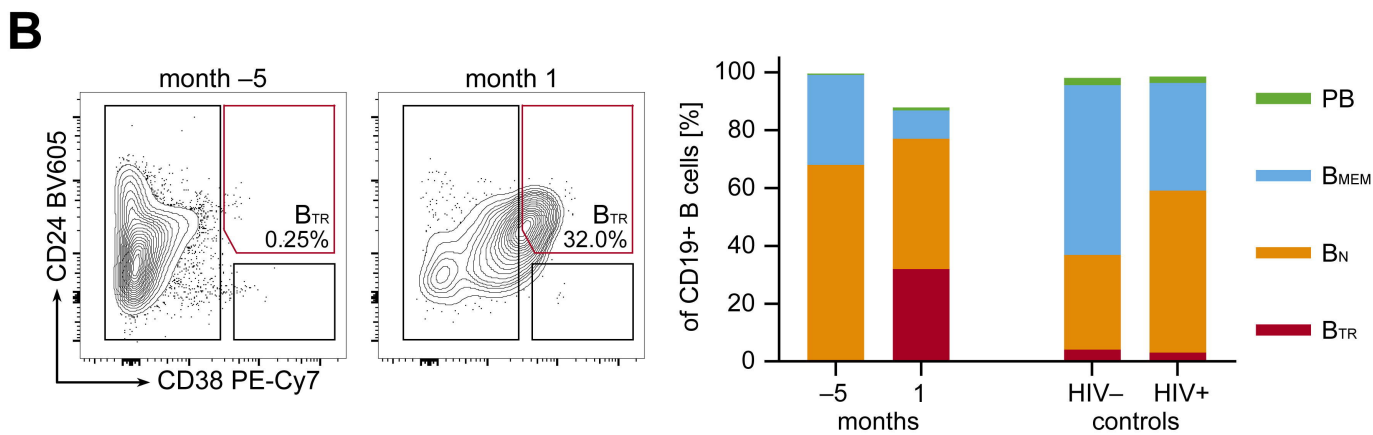 B
month –5
month 1
CD24 BV605
BTR
0.25%
BTR
32.0%
CD38 PE-Cy7
of CD19+ B cells [%]
100
80
60
40
20
0
–5
1
HIV–
HIV+
months
controls
PB
BMEM
BN
BTR